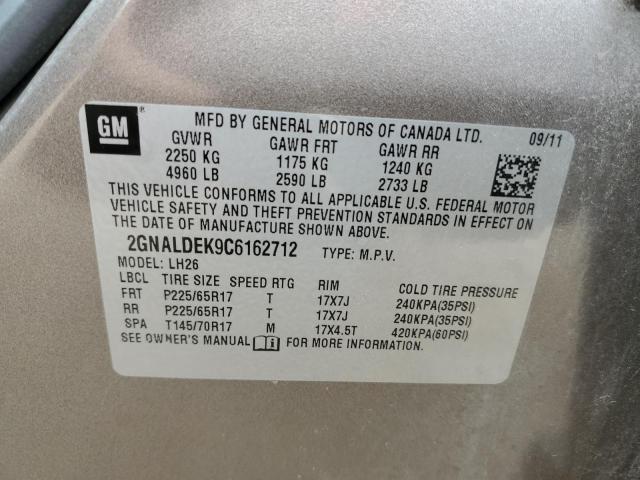 GM ®
MFD BY GENERAL MOTORS OF CANADA LTD. 09/11
GVWR GAWR FRT GAWR RR
2250 KG 1175 KG 1240 KG
4960 LB 2590 LB 2733 LB
THIS VEHICLE CONFORMS TO ALL APPLICABLE U.S. FEDERAL MOTOR
VEHICLE SAFETY AND THEFT PREVENTION STANDARDS IN EFFECT ON
THE DATE OF MANUFACTURE SHOWN ABOVE.
2GNALDEK9C6162712 TYPE: M.P.V.
MODEL: LH26
LBCL TIRE SIZE SPEED RTG RIM COLD TIRE PRESSURE
FRT P225/65R17 T 17X7J 240KPA(35PSI)
RR P225/65R17 T 17X7J 240KPA(35PSI)
SPA T145/70R17 M 17X4.5T 420KPA(60PSI)
SEE OWNER'S MANUAL FOR MORE INFORMATION.